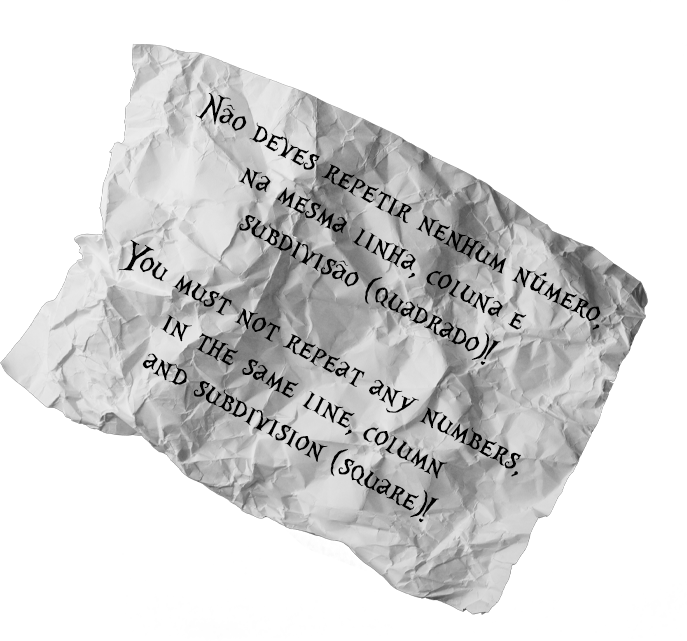 Não deves repetir nenhum número,
na mesma linha, coluna e
subdivisão (quadrado)!
You must not repeat any numbers,
in the same line, column
and subdivision (square)!